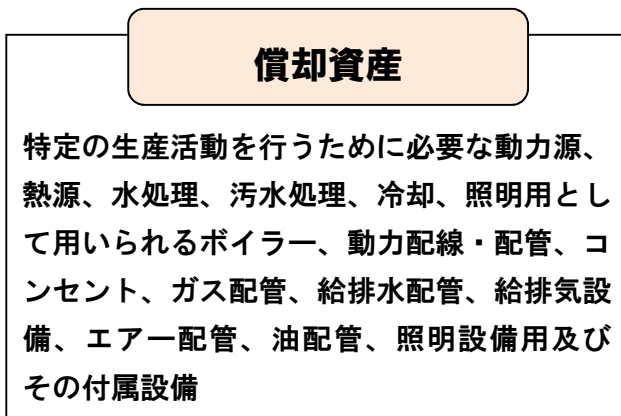 償却資産
特定の生産活動を行うために必要な動力源、
熱源、水処理、汚水処理、冷却、照明用とし
て用いられるボイラー、動力配線・配管、コ
ンセント、ガス配管、給排水配管、給排気設
備、エアー配管、油配管、照明設備用及び
その付属設備